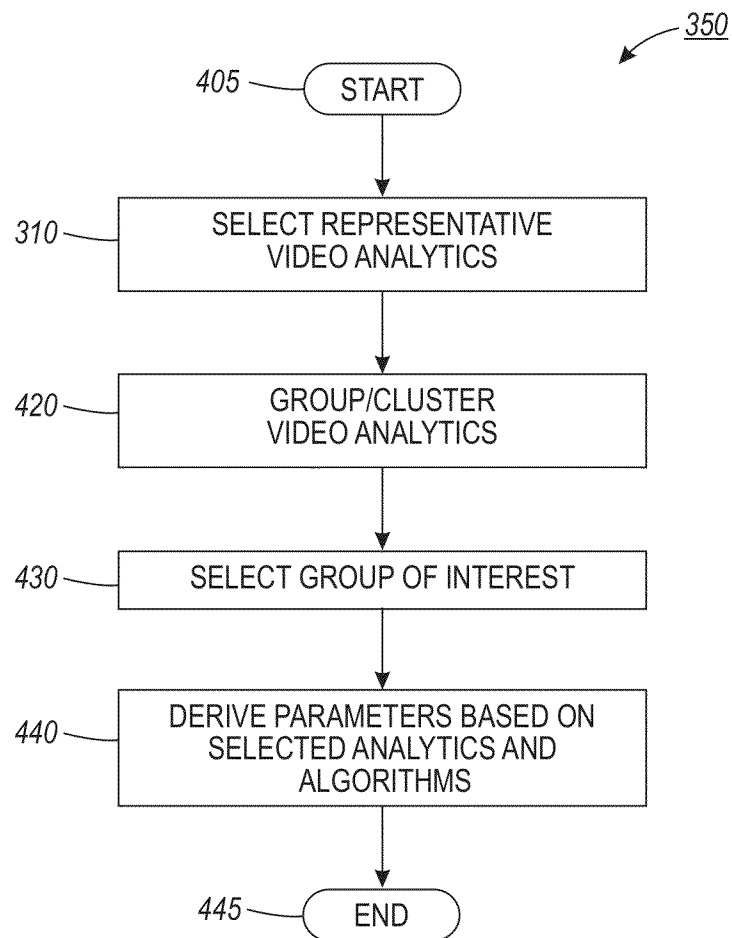 350
405
START
310
SELECT REPRESENTATIVE
VIDEO ANALYTICS
420
GROUP/CLUSTER
VIDEO ANALYTICS
430
SELECT GROUP OF INTEREST
440
DERIVE PARAMETERS BASED ON
SELECTED ANALYTICS AND
ALGORITHMS
445
END